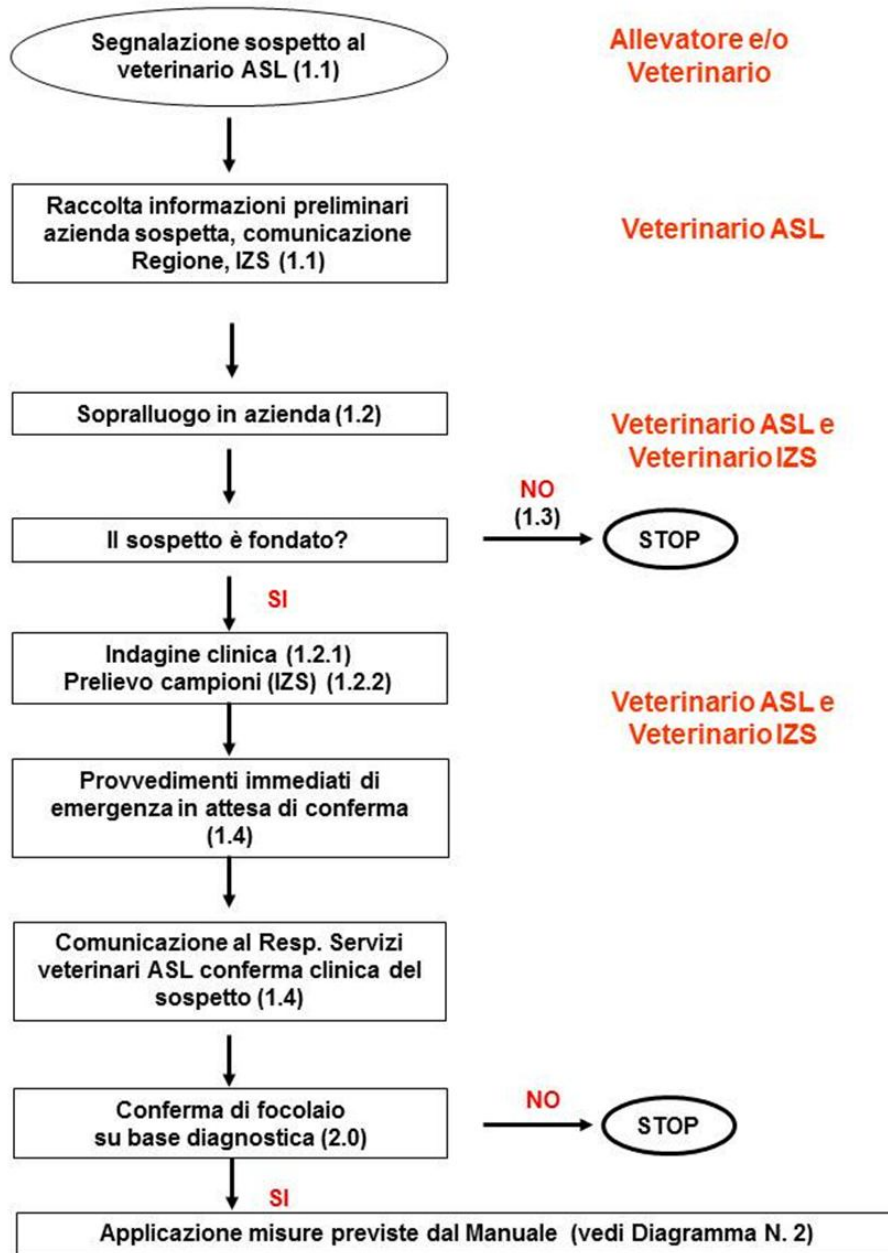 Segnalazione sospetto al
veterinario ASL (1.1)
Allevatore e/o
Veterinario
Raccolta informazioni preliminari
azienda sospetta, comunicazione
Regione, IZS (1.1)
Veterinario ASL
Sopralluogo in azienda (1.2)
Veterinario ASL e
Veterinario IZS
Il sospetto è fondato?
NO
(1.3)
STOP
SI
Indagine clinica (1.2.1)
Prelievo campioni (IZS) (1.2.2)
Veterinario ASL e
Veterinario IZS
Provvedimenti immediati di
emergenza in attesa di conferma
(1.4)
Comunicazione al Resp. Servizi
veterinari ASL conferma clinica del
sospetto (1.4)
Conferma di focolaio
su base diagnostica (2.0)
NO
STOP
SI
Applicazione misure previste dal Manuale (vedi Diagramma N. 2)